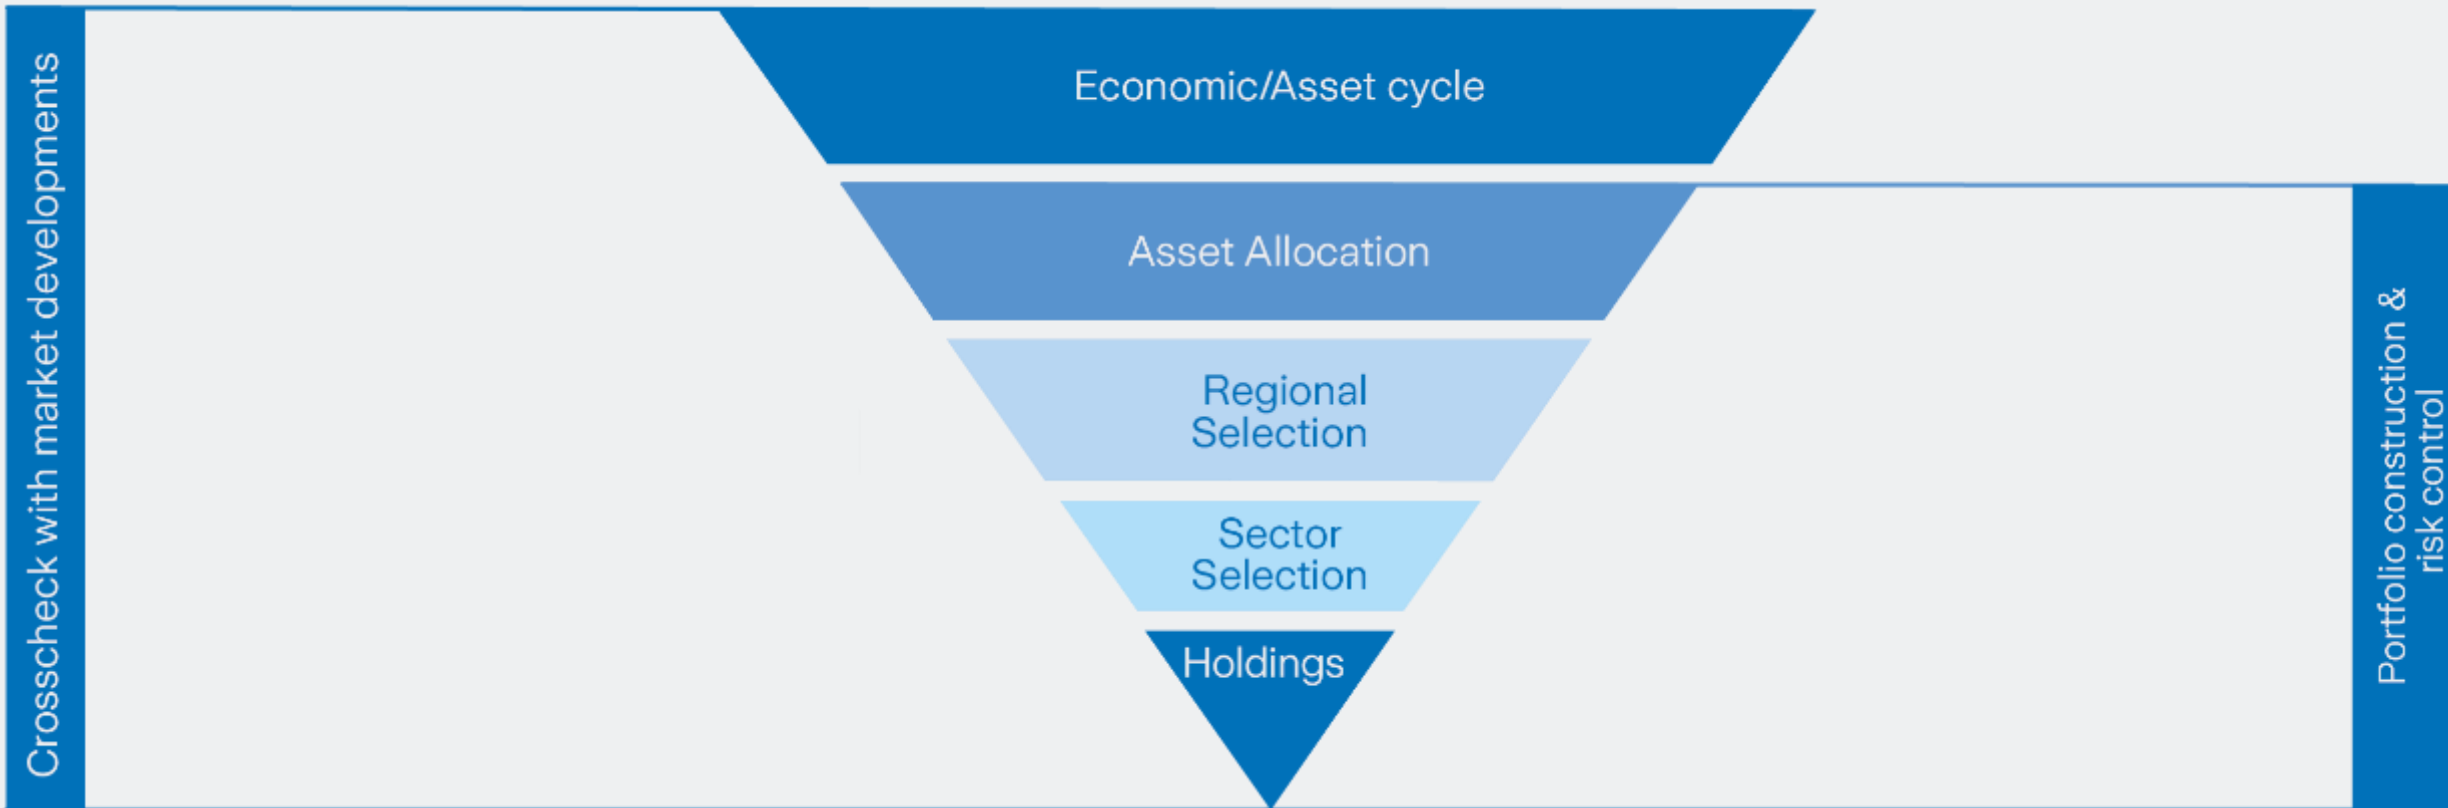 Crosscheck with market developments
Economic/Asset cycle
Asset Allocation
Regional
Selection
Sector
Selection
Holdings
Portfolio construction &
risk control